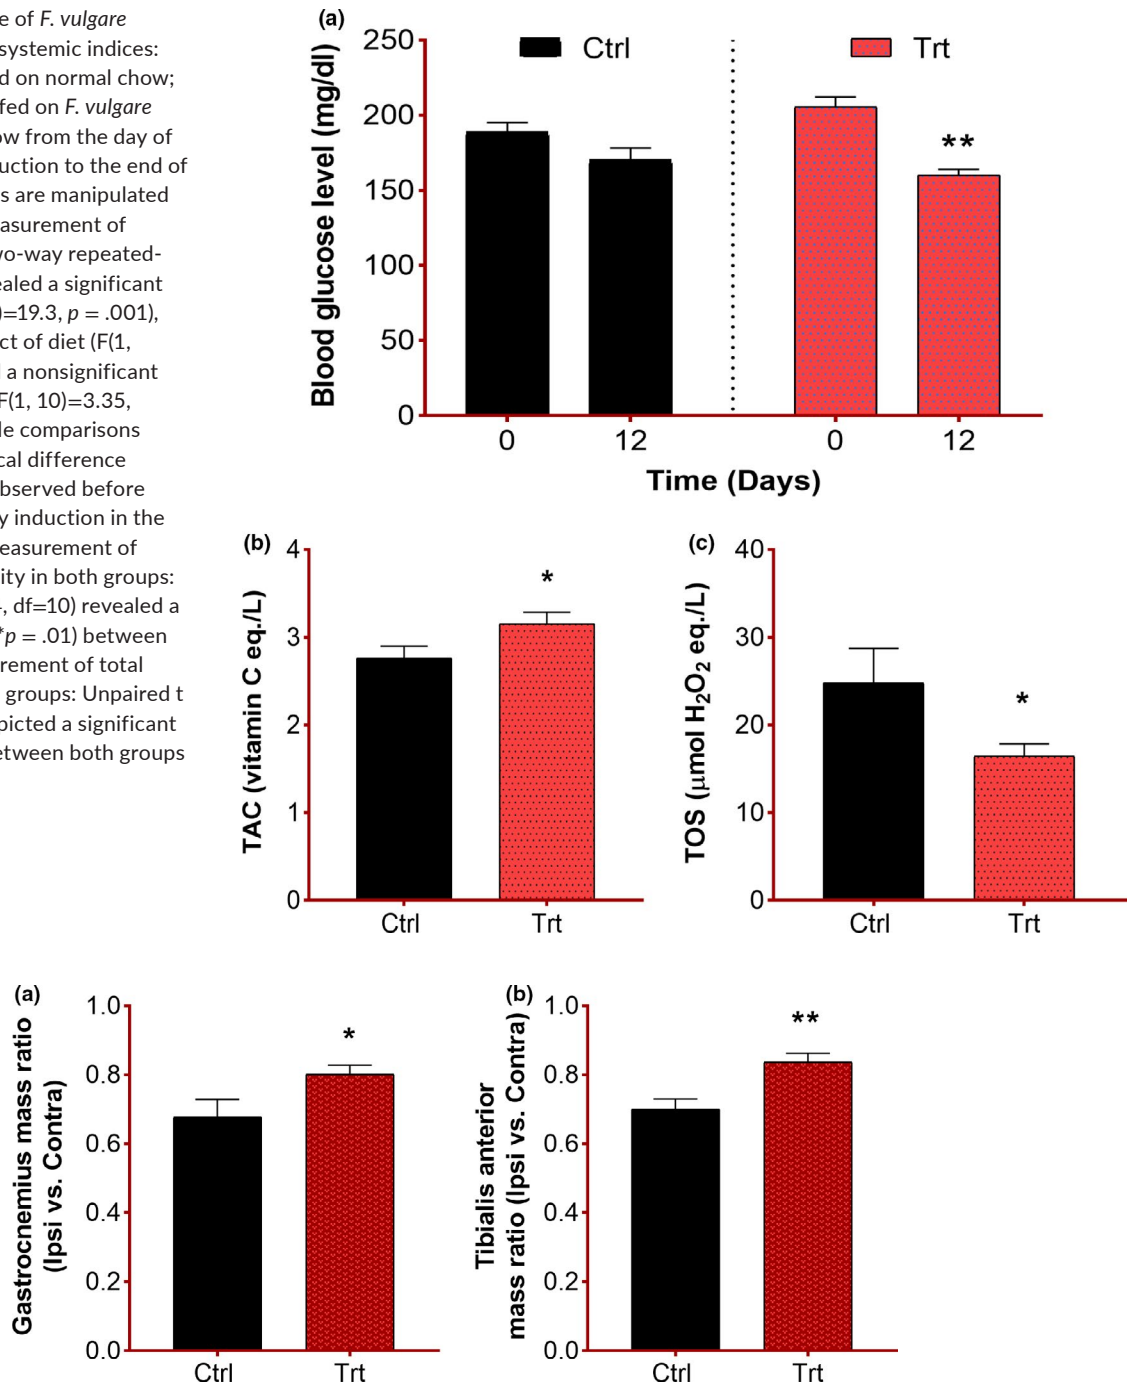 e of F. vulgare
systemic indices:
d on normal chow;
fed on F. vulgare
ow from the day of
uction to the end of
s are manipulated
asurement of
wo-way repeated-
ealed a significant
)=19.3, p = .001),
ct of diet (F(1,
d a nonsignificant
F(1, 10)=3.35,
le comparisons
cal difference
bserved before
y induction in the
easurement of
ity in both groups:
4, df=10) revealed a
*p = .01) between
irement of total
groups: Unpaired t
picted a significant
etween both groups
(a)
Blood glucose level (mg/dl)
250
200
150
100
50
0
Ctrl
Trt
**
0
12
0
12
Time (Days)
(b)
TAC (vitamin C eq./L)
4
3
2
1
0
*
Ctrl
Trt
(c)
TOS (μmol H₂O₂ eq./L)
40
30
20
10
0
*
Ctrl
Trt
(a)
Gastrocnemius mass ratio
(Ipsi vs. Contra)
1.0
0.8
0.6
0.4
0.2
0.0
*
Ctrl
Trt
(b)
Tibialis anterior
mass ratio (Ipsi vs. Contra)
1.0
0.8
0.6
0.4
0.2
0.0
**
Ctrl
Trt